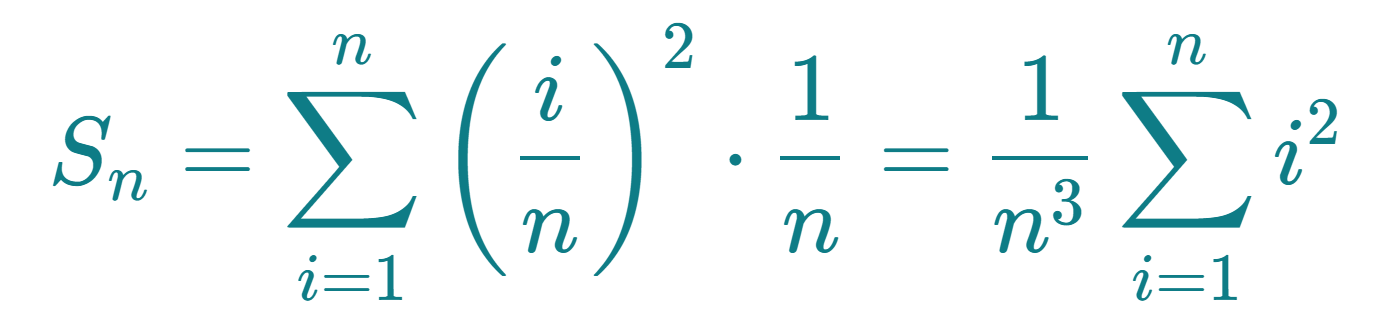 $S_n = \sum_{i=1}^{n} \left( \frac{i}{n} \right)^2 \cdot \frac{1}{n} = \frac{1}{n^3} \sum_{i=1}^{n} i^2$